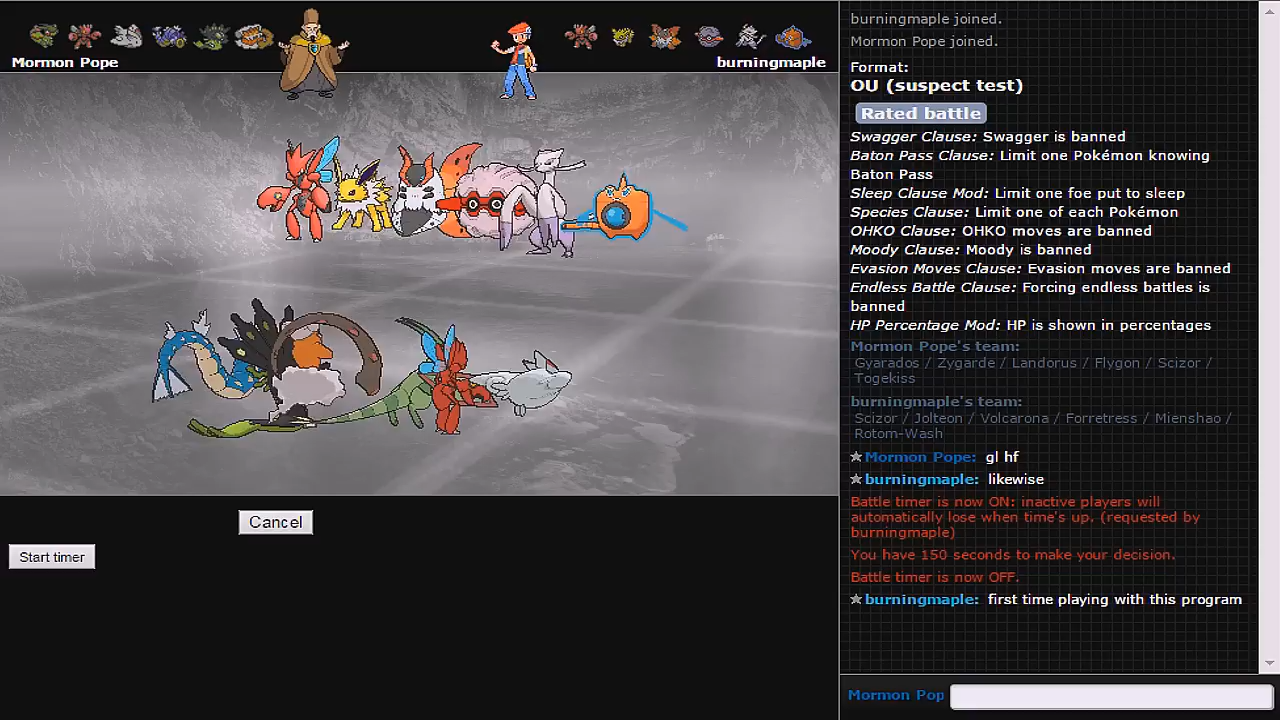 Mormon Pope
burningmaple
Cancel
Start timer
burningmaple joined.
Mormon Pope joined.
Format:
OU (suspect test)
Rated battle
Swagger Clause: Swagger is banned
Baton Pass Clause: Limit one Pokémon knowing
Baton Pass
Sleep Clause Mod: Limit one foe put to sleep
Species Clause: Limit one of each Pokémon
OHKO Clause: OHKO moves are banned
Moody Clause: Moody is banned
Evasion Moves Clause: Evasion moves are banned
Endless Battle Clause: Forcing endless battles is
banned
HP Percentage Mod: HP is shown in percentages
Mormon Pope's team:
Gyarados / Zygarde / Landorus / Flygon / Scizor /
Togekiss
burningmaple's team:
Scizor / Jolteon / Volcarona / Forretress / Mienshao /
Rotom-Wash
☆Mormon Pope: gl hf
☆burningmaple: likewise
Battle timer is now ON: inactive players will
automatically lose when time's up. (requested by
burningmaple)
You have 150 seconds to make your decision.
Battle timer is now OFF.
☆burningmaple: first time playing with this program
Mormon Pop